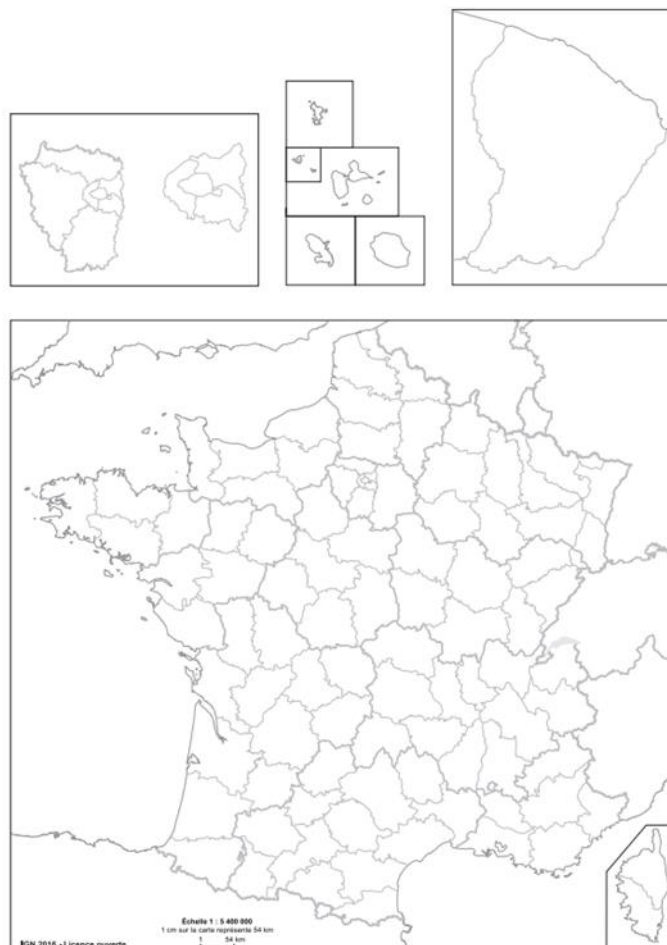 Échelle 1 : 5 400 000
1 cm sur la carte représente 54 km
54 km
IGN 2016 - Licence ouverte